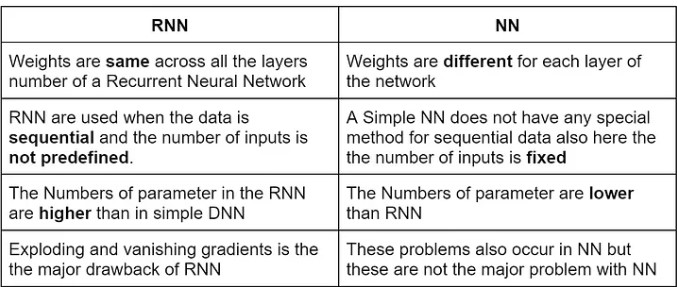 RNN
NN
Weights are same across all the layers
number of a Recurrent Neural Network
Weights are different for each layer of
the network
RNN are used when the data is
sequential and the number of inputs is
not predefined.
A Simple NN does not have any special
method for sequential data also here the
the number of inputs is fixed
The Numbers of parameter in the RNN
are higher than in simple DNN
The Numbers of parameter are lower
than RNN
Exploding and vanishing gradients is the
the major drawback of RNN
These problems also occur in NN but
these are not the major problem with NN